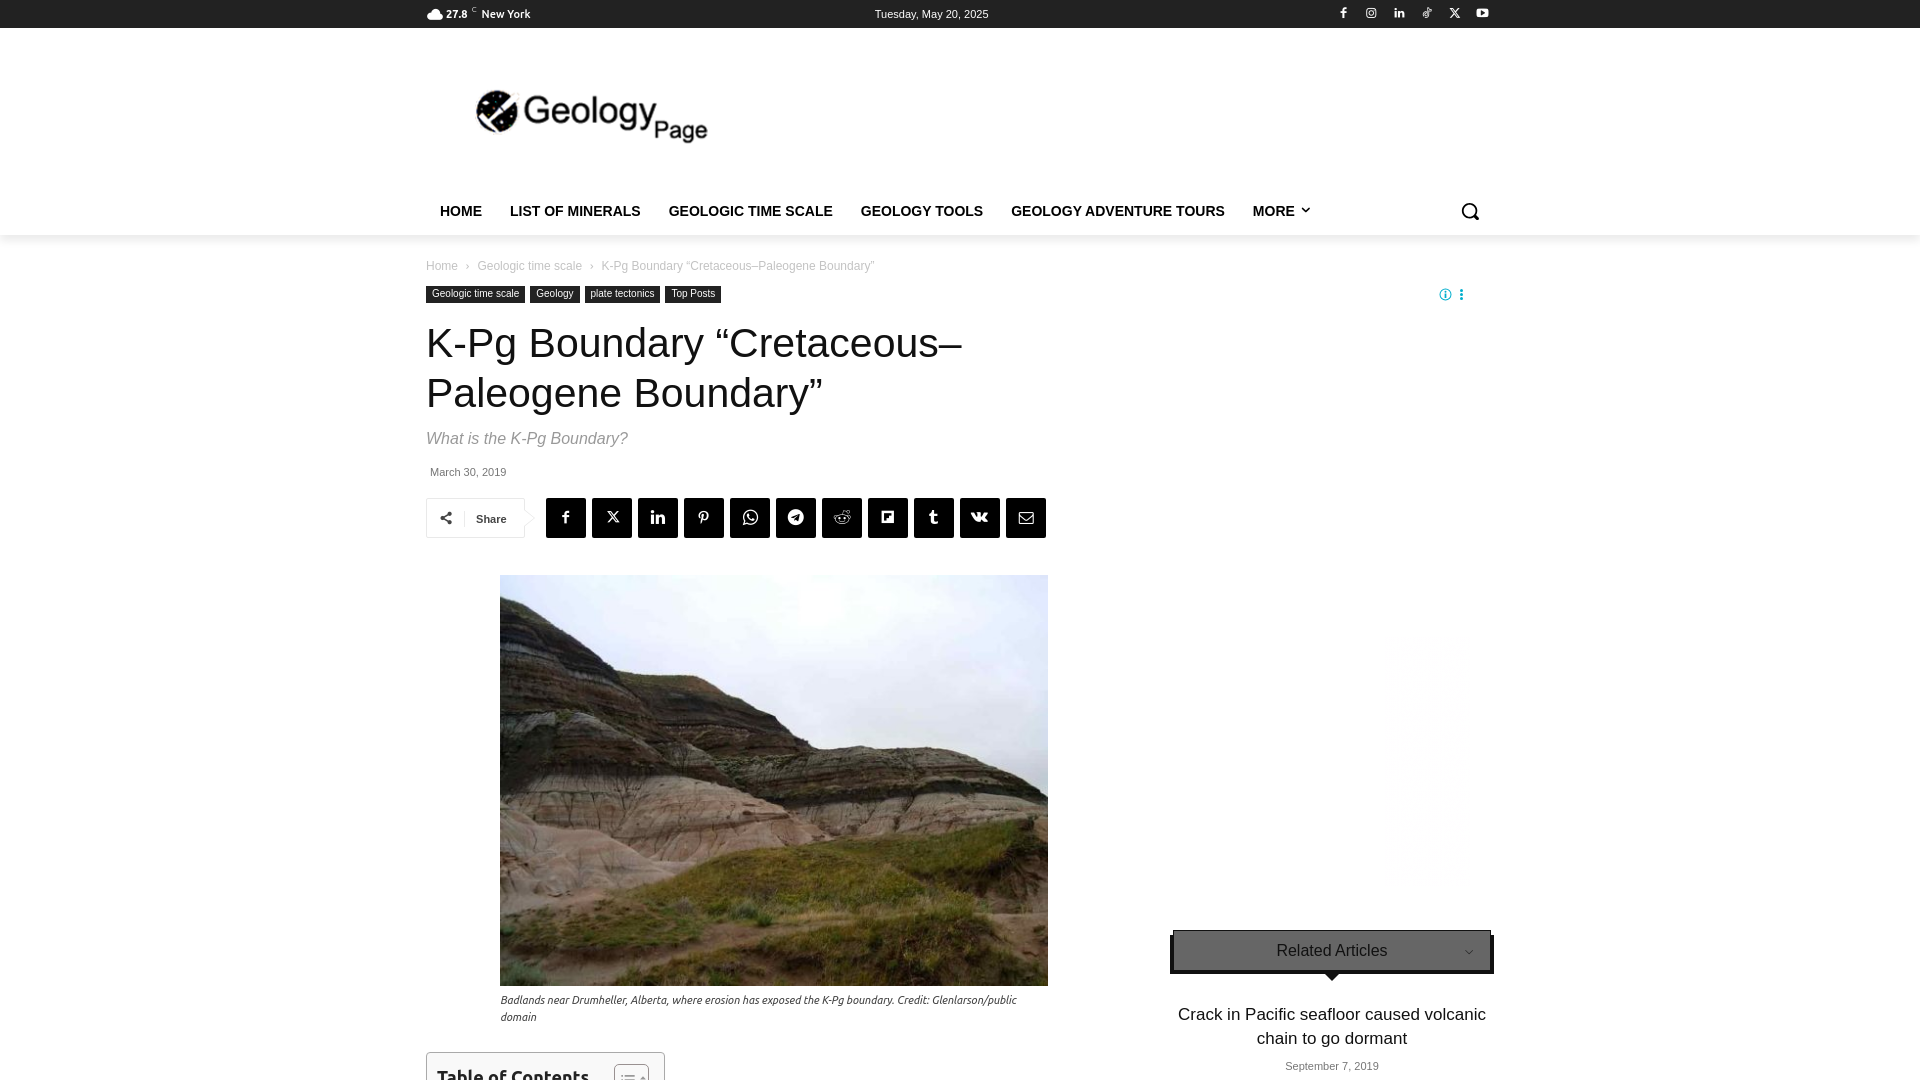 27.8 C New York
Tuesday, May 20, 2025
Geology Page
HOME LIST OF MINERALS GEOLOGIC TIME SCALE GEOLOGY TOOLS GEOLOGY ADVENTURE TOURS MORE
Home › Geologic time scale › K-Pg Boundary “Cretaceous–Paleogene Boundary”
Geologic time scale Geology plate tectonics Top Posts
K-Pg Boundary “Cretaceous–
Paleogene Boundary”
What is the K-Pg Boundary?
March 30, 2019
Share
Badlands near Drumheller, Alberta, where erosion has exposed the K-Pg boundary. Credit: Glenlarson/public
domain
Table of Contents
Related Articles
Crack in Pacific seafloor caused volcanic
chain to go dormant
September 7, 2019